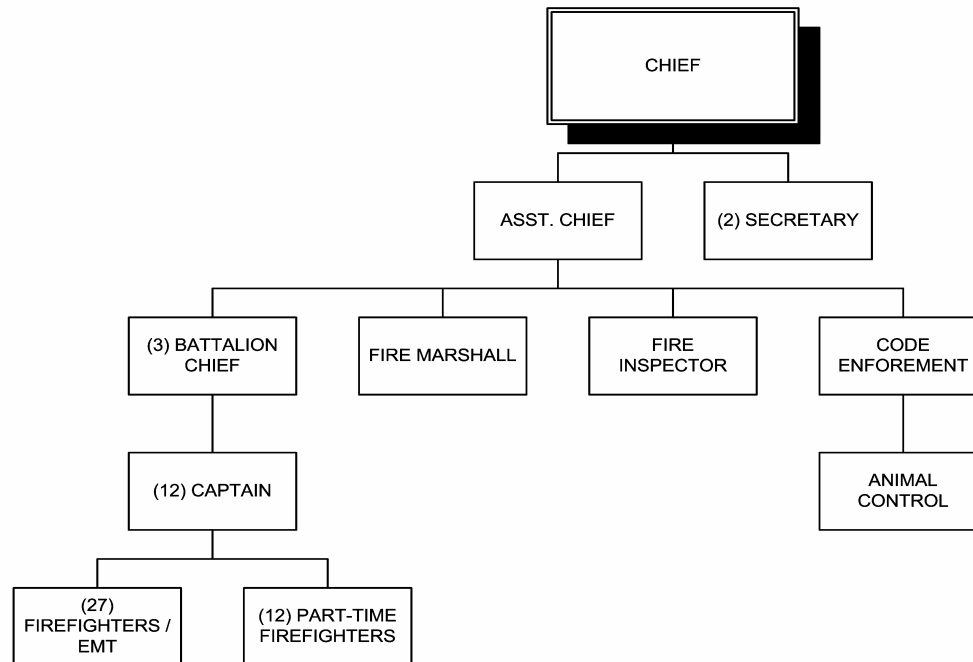 CHIEF
ASST. CHIEF
(2) SECRETARY
(3) BATTALION
CHIEF
FIRE MARSHALL
FIRE
INSPECTOR
CODE
ENFOREMENT
(12) CAPTAIN
ANIMAL
CONTROL
(27)
FIREFIGHTERS /
EMT
(12) PART-TIME
FIREFIGHTERS